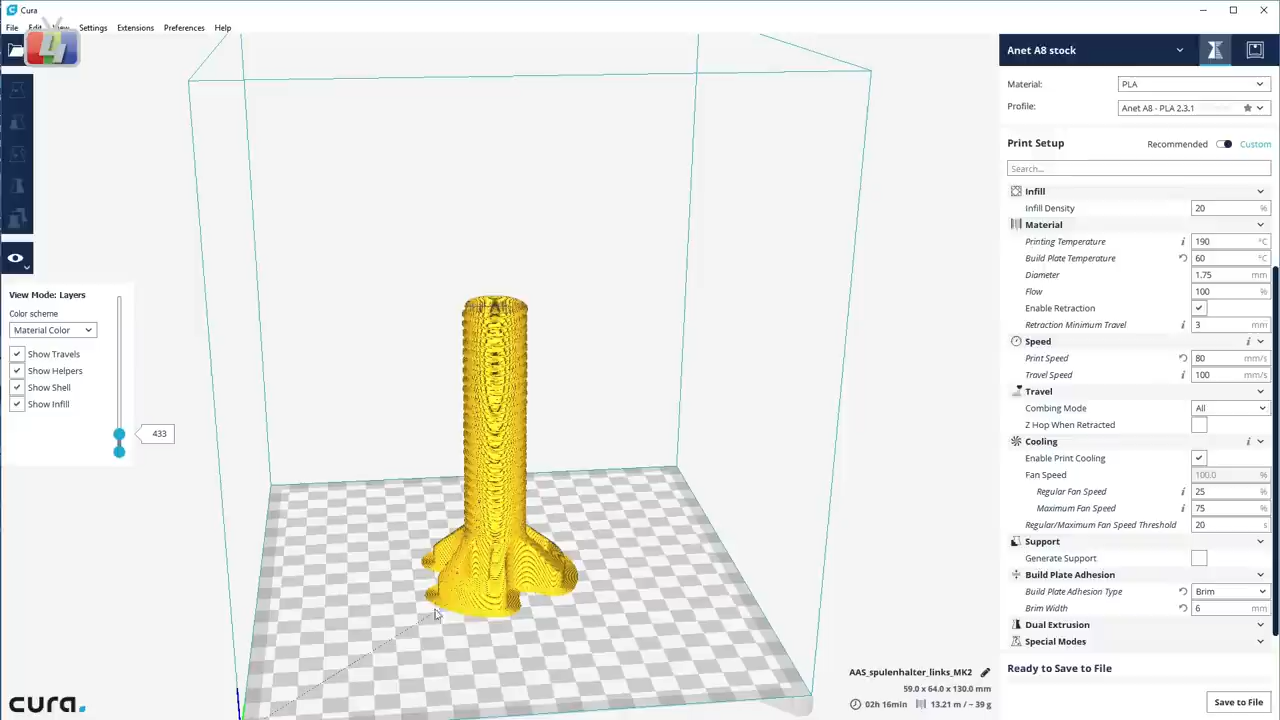 Cura
File Edit View Settings Extensions Preferences Help
4
Anet A8 stock
Material: PLA
Profile: Anet A8 - PLA 2.3.1
Print Setup Recommended Custom
Search...
Infill
Infill Density 20 %
Material
Printing Temperature i 190 °C
Build Plate Temperature 60 °C
Diameter 1.75 mm
Flow 100 %
Enable Retraction
Retraction Minimum Travel i 3 mm
Speed i
Print Speed 80 mm/s
Travel Speed i 100 mm/s
Travel
Combing Mode All
Z Hop When Retracted
Cooling i
Enable Print Cooling
Fan Speed 100.0 %
Regular Fan Speed i 25 %
Maximum Fan Speed i 75 %
Regular/Maximum Fan Speed Threshold 20 s
Support
Generate Support
Build Plate Adhesion
Build Plate Adhesion Type Brim
Brim Width 6 mm
Dual Extrusion
Special Modes
Ready to Save to File
Save to File
View Mode: Layers
Color scheme
Material Color
Show Travels
Show Helpers
Show Shell
Show Infill
433
AAS_spulenhalter_links_MK2
59.0 x 64.0 x 130.0 mm
02h 16min 13.21 m / ~ 39 g
cura.